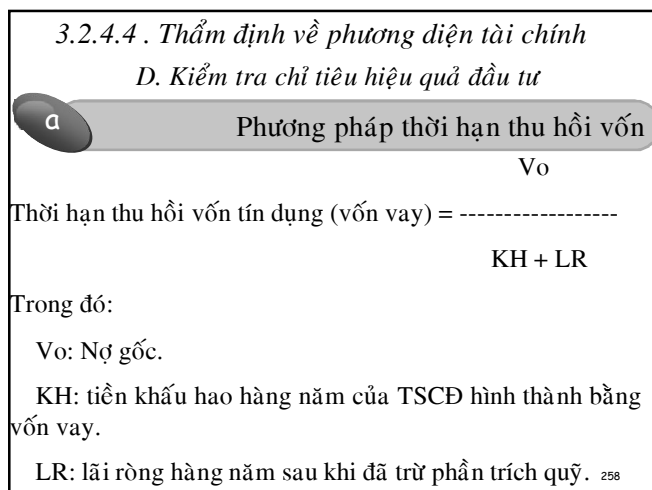 3.2.4.4 . Thẩm định về phương diện tài chính
D. Kiểm tra chỉ tiêu hiệu quả đầu tư
a
Phương pháp thời hạn thu hồi vốn
Vo
Thời hạn thu hồi vốn tín dụng (vốn vay) = ------------------
KH + LR
Trong đó:
Vo: Nợ gốc.
KH: tiền khấu hao hàng năm của TSCĐ hình thành bằng
vốn vay.
LR: lãi ròng hàng năm sau khi đã trừ phần trích quỹ. 258